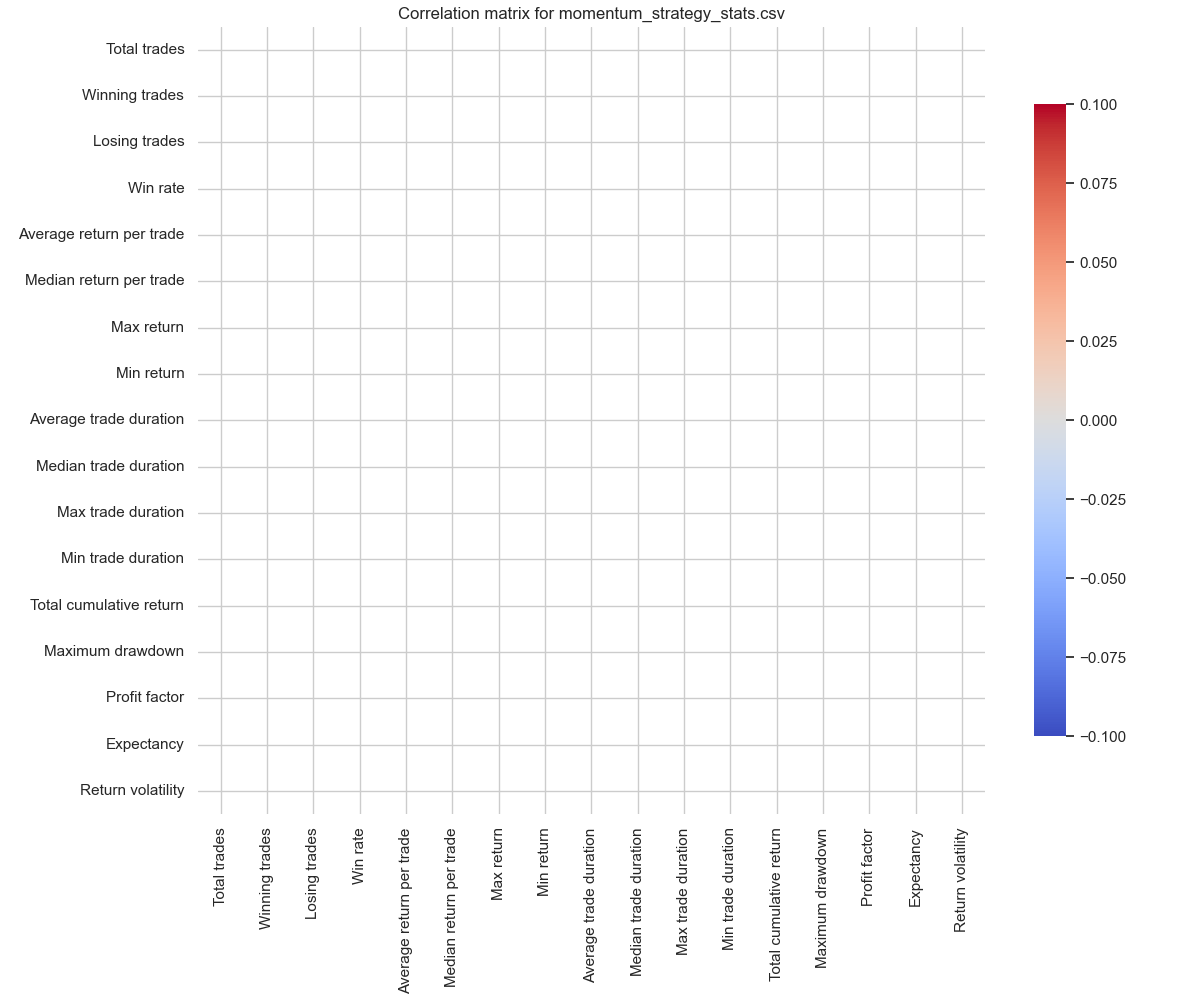 Correlation matrix for momentum_strategy_stats.csv
Total trades
Winning trades
Losing trades
Win rate
Average return per trade
Median return per trade
Max return
Min return
Average trade duration
Median trade duration
Max trade duration
Min trade duration
Total cumulative return
Maximum drawdown
Profit factor
Expectancy
Return volatility
Total trades
Winning trades
Losing trades
Win rate
Average return per trade
Median return per trade
Max return
Min return
Average trade duration
Median trade duration
Max trade duration
Min trade duration
Total cumulative return
Maximum drawdown
Profit factor
Expectancy
Return volatility
0.100
0.075
0.050
0.025
0.000
−0.025
−0.050
−0.075
−0.100